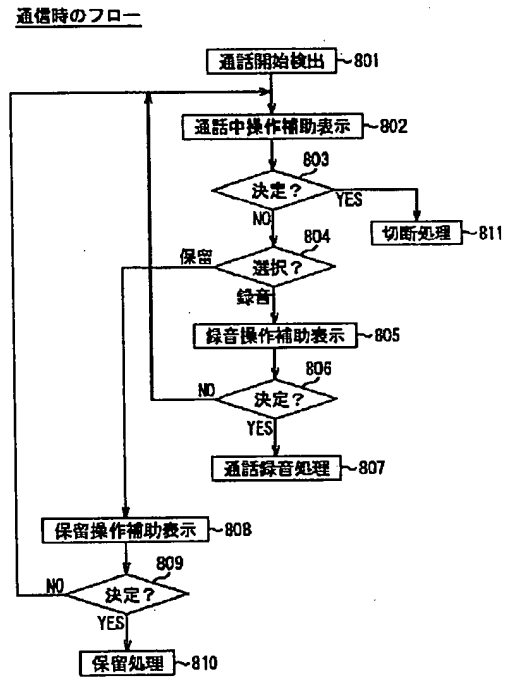 通信時のフロー
通話開始検出 801
通話中操作補助表示 802
803
決定？
YES
NO
804
切断処理 811
保留
選択？
録音
録音操作補助表示 805
806
NO
決定？
YES
通話録音処理 807
保留操作補助表示 808
809
NO
決定？
YES
保留処理 810